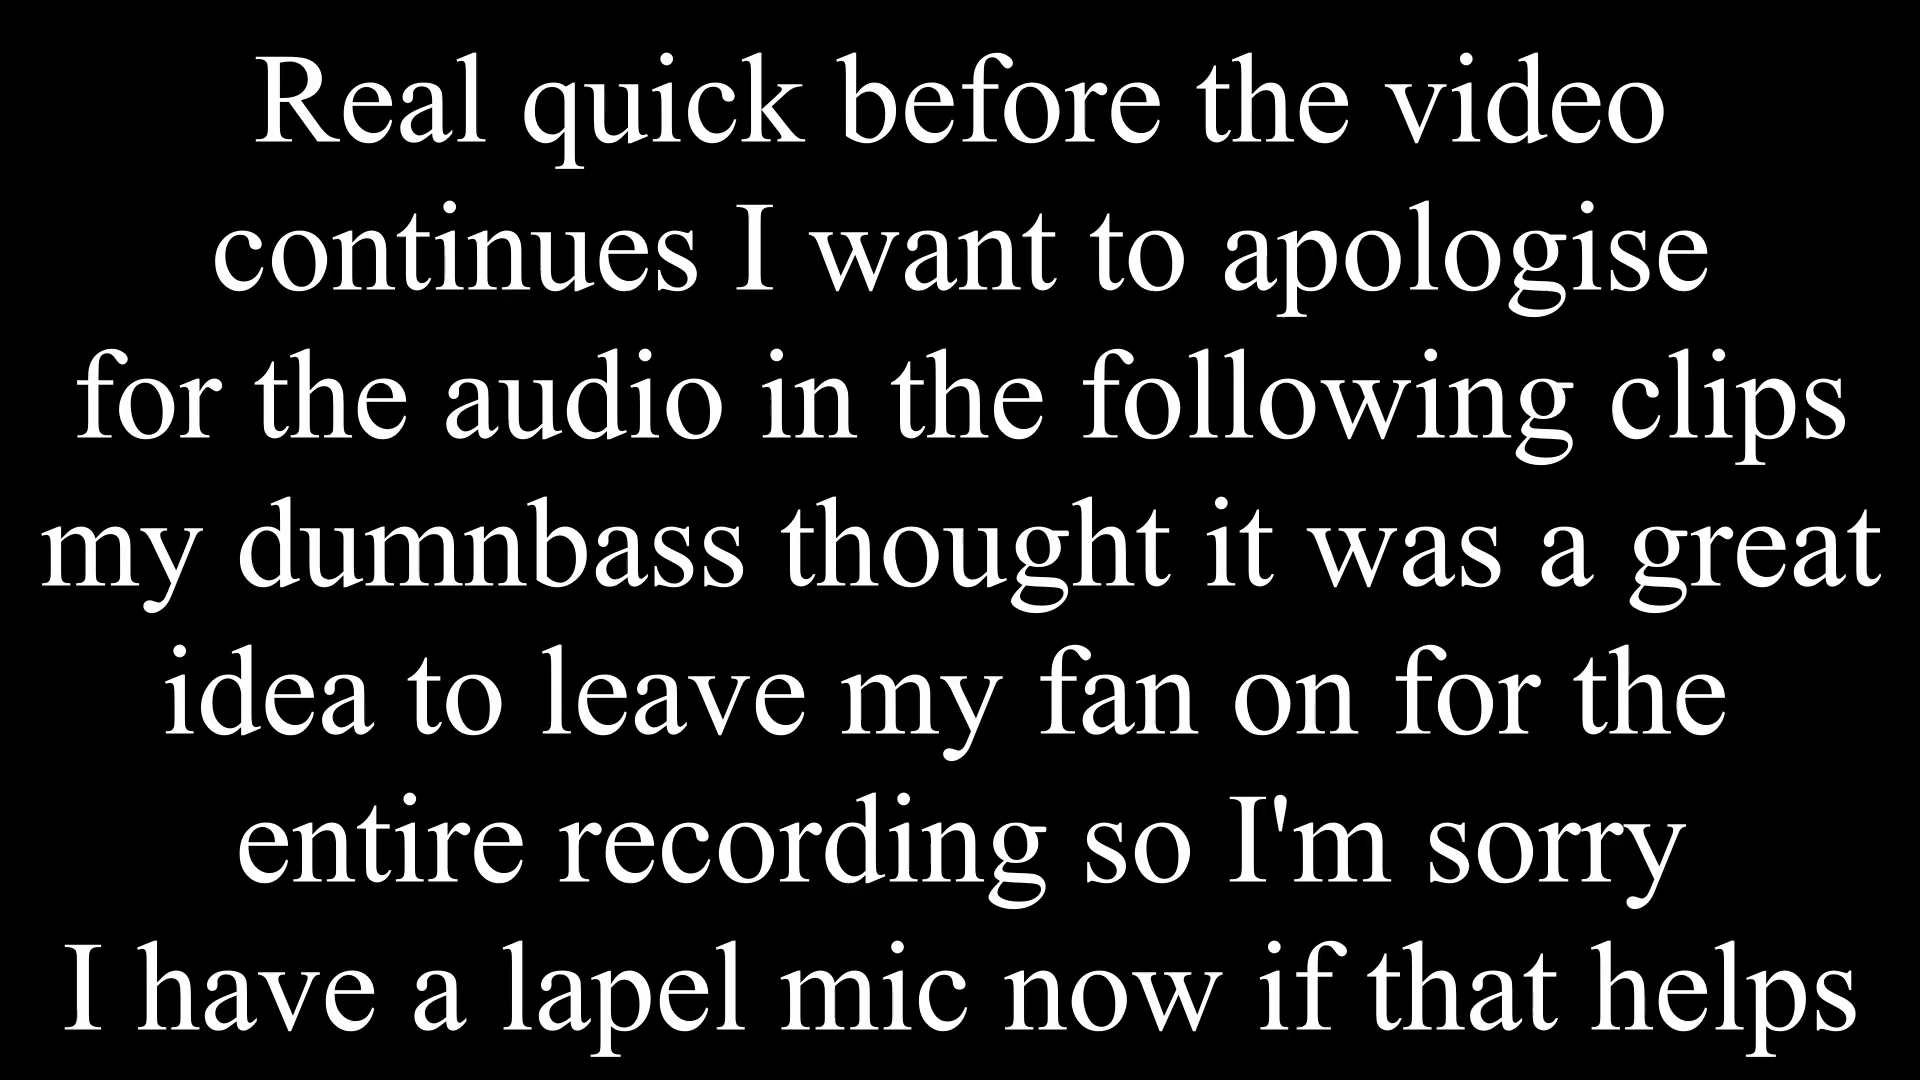 Real quick before the video
continues I want to apologise
for the audio in the following clips
my dumnbass thought it was a great
idea to leave my fan on for the
entire recording so I'm sorry
I have a lapel mic now if that helps